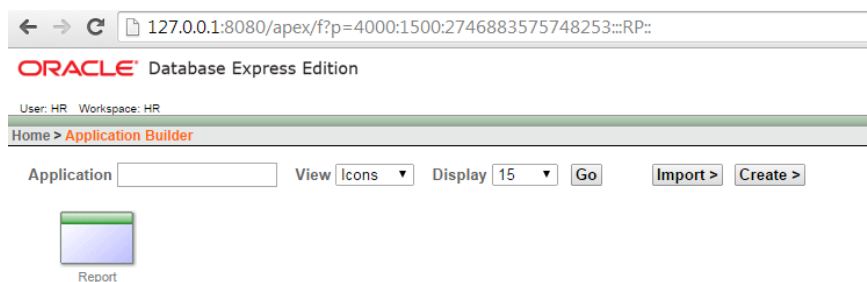 127.0.0.1:8080/apex/f?p=4000:1500:2746883575748253:::RP::
ORACLE Database Express Edition
User: HR Workspace: HR
Home > Application Builder
Application View Icons Display 15 Go Import > Create >
Report